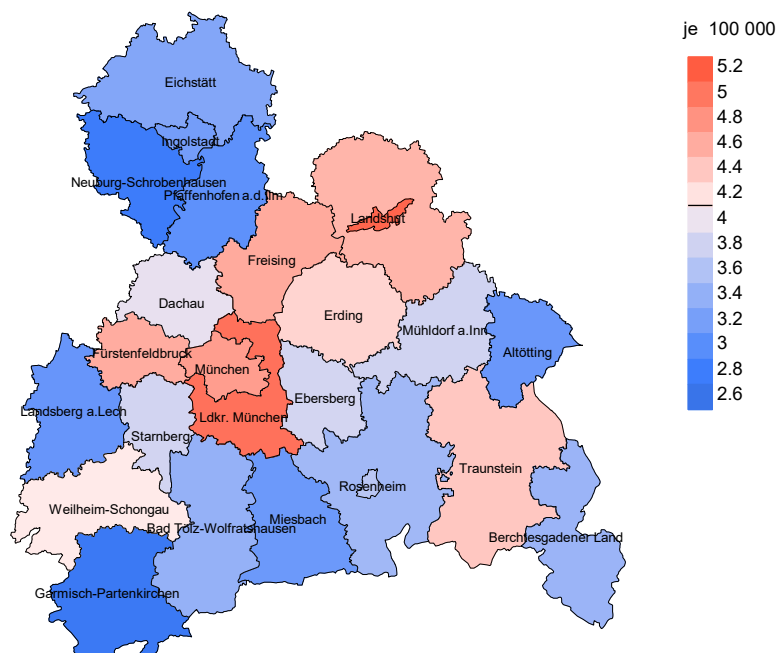 je 100 000
5.2
5
4.8
4.6
4.4
4.2
4
3.8
3.6
3.4
3.2
3
2.8
2.6
Eichstätt
Ingolstadt
Neuburg-Schrobenhausen
Pfaffenhofen a.d.Ilm
Landshut
Freising
Dachau
Erding
Mühldorf a.Inn
Fürstenfeldbruck
Altötting
München
Ebersberg
Landsberg a.Lech
Ldkr. München
Starnberg
Traunstein
Rosenheim
Weilheim-Schongau
Miesbach
Bad Tölz-Wolfratshausen
Berchtesgadener Land
Garmisch-Partenkirchen